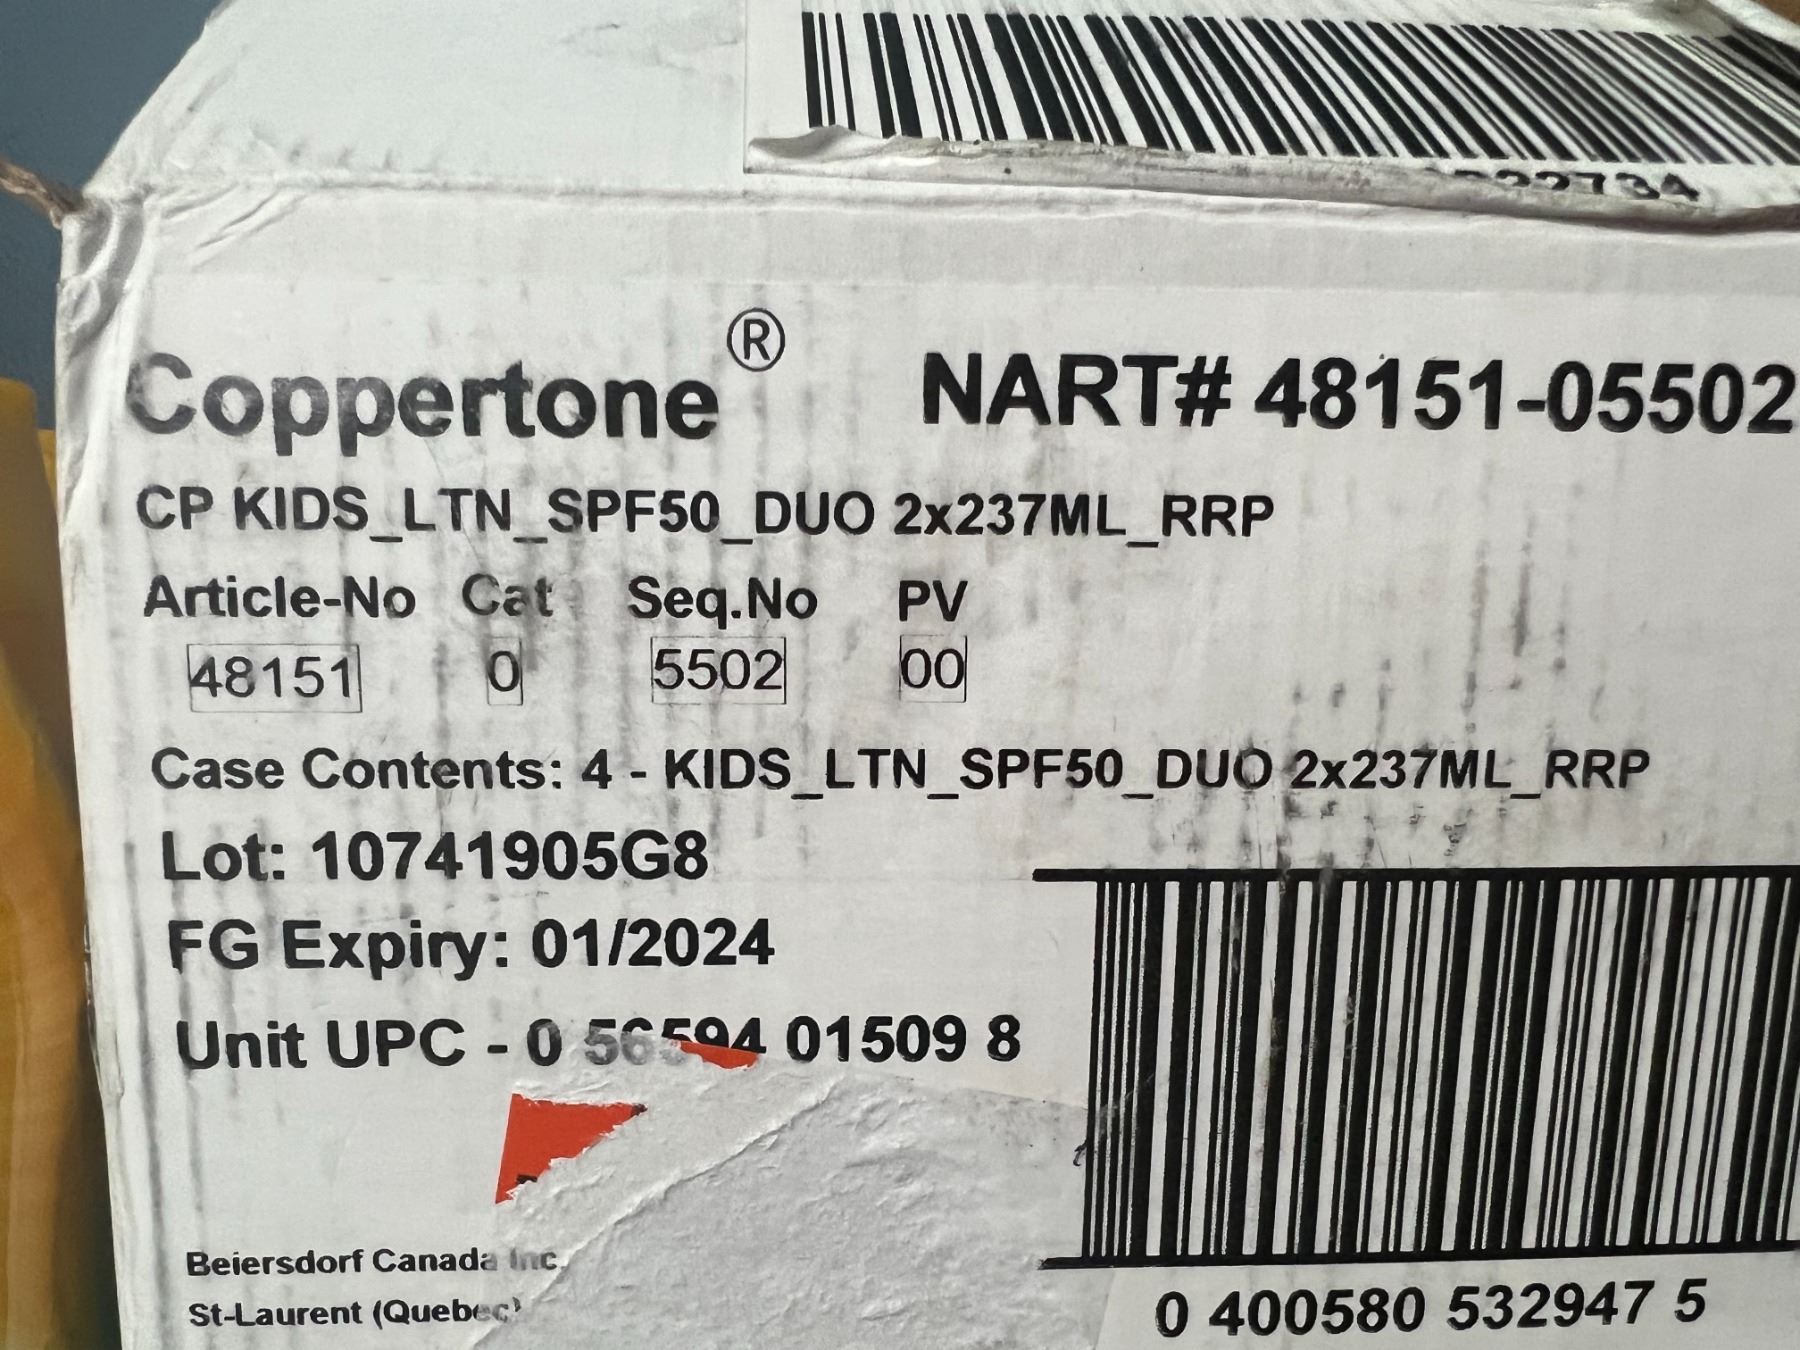 22734
Coppertone® NART# 48151-05502
CP KIDS_LTN_SPF50_DUO 2x237ML_RRP
Article-No Cat Seq.No PV
48151 0 5502 00
Case Contents: 4 - KIDS_LTN_SPF50_DUO 2x237ML_RRP
Lot: 10741905G8
FG Expiry: 01/2024
Unit UPC - 0 56594 01509 8
Beiersdorf Canada Inc.
St-Laurent (Quebec)
0 400580 532947 5